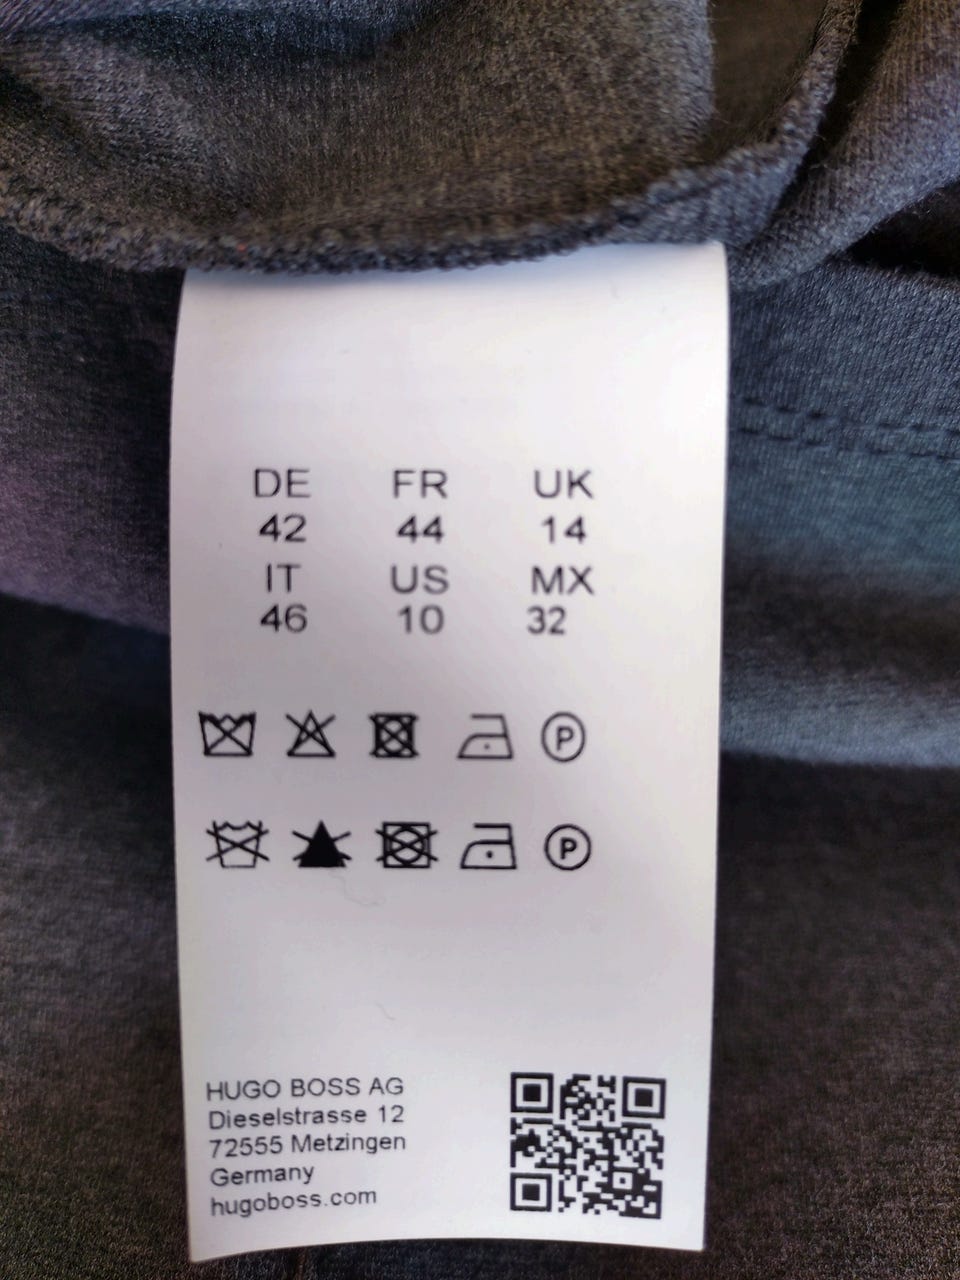 DE FR UK
42 44 14
IT US MX
46 10 32
P
P
HUGO BOSS AG
Dieselstrasse 12
72555 Metzingen
Germany
hugoboss.com